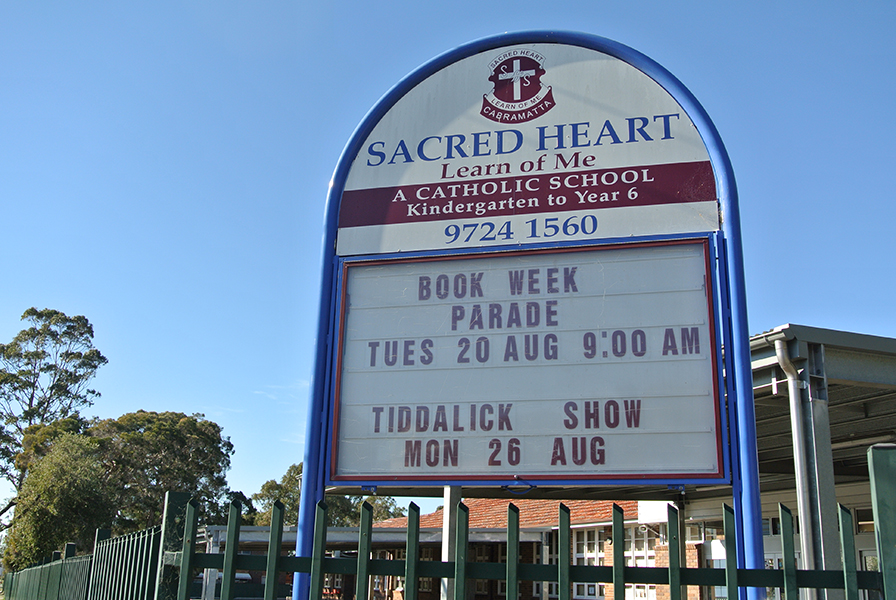 SACRED HEART
LEARN OF ME
CABRAMATTA
SACRED HEART
Learn of Me
A CATHOLIC SCHOOL
Kindergarten to Year 6
9724 1560
BOOK WEEK
PARADE
TUES 20 AUG 9:00 AM
TIDDALICK SHOW
MON 26 AUG